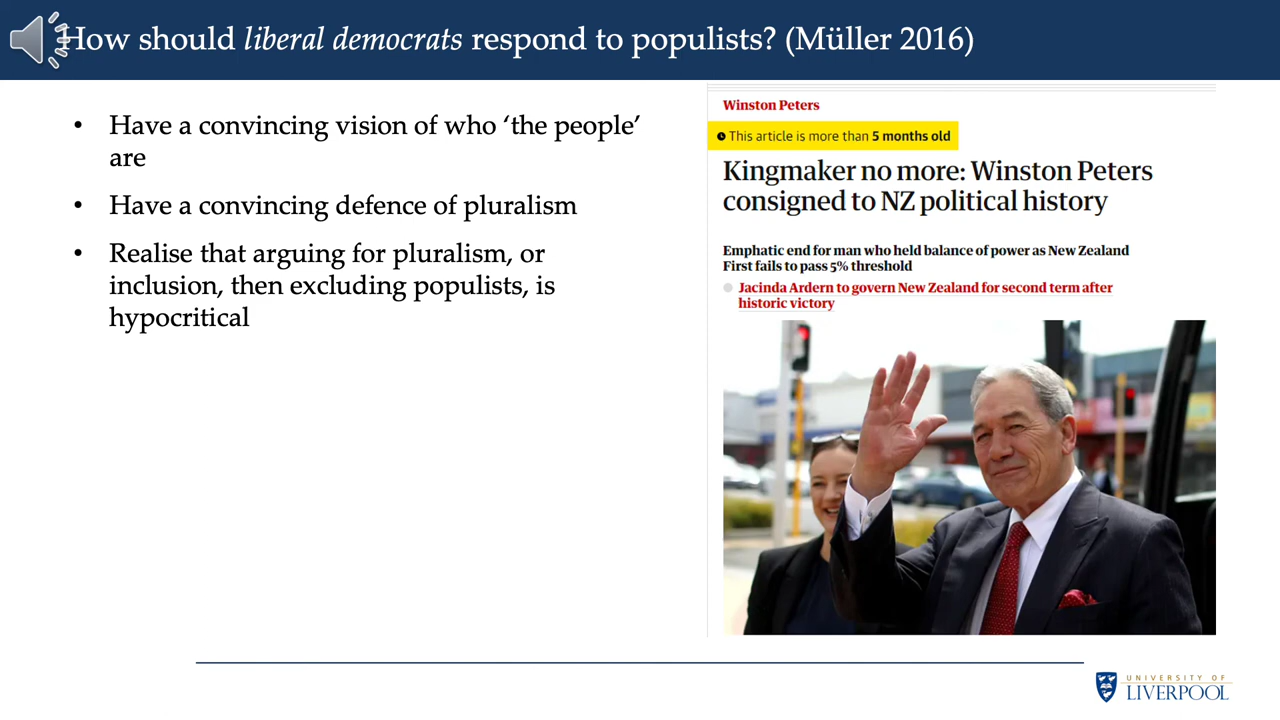 How should liberal democrats respond to populists? (Müller 2016)
• Have a convincing vision of who ‘the people’
are
• Have a convincing defence of pluralism
• Realise that arguing for pluralism, or
inclusion, then excluding populists, is
hypocritical
Winston Peters
This article is more than 5 months old
Kingmaker no more: Winston Peters
consigned to NZ political history
Emphatic end for man who held balance of power as New Zealand
First fails to pass 5% threshold
Jacinda Ardern to govern New Zealand for second term after
historic victory
UNIVERSITY OF
LIVERPOOL